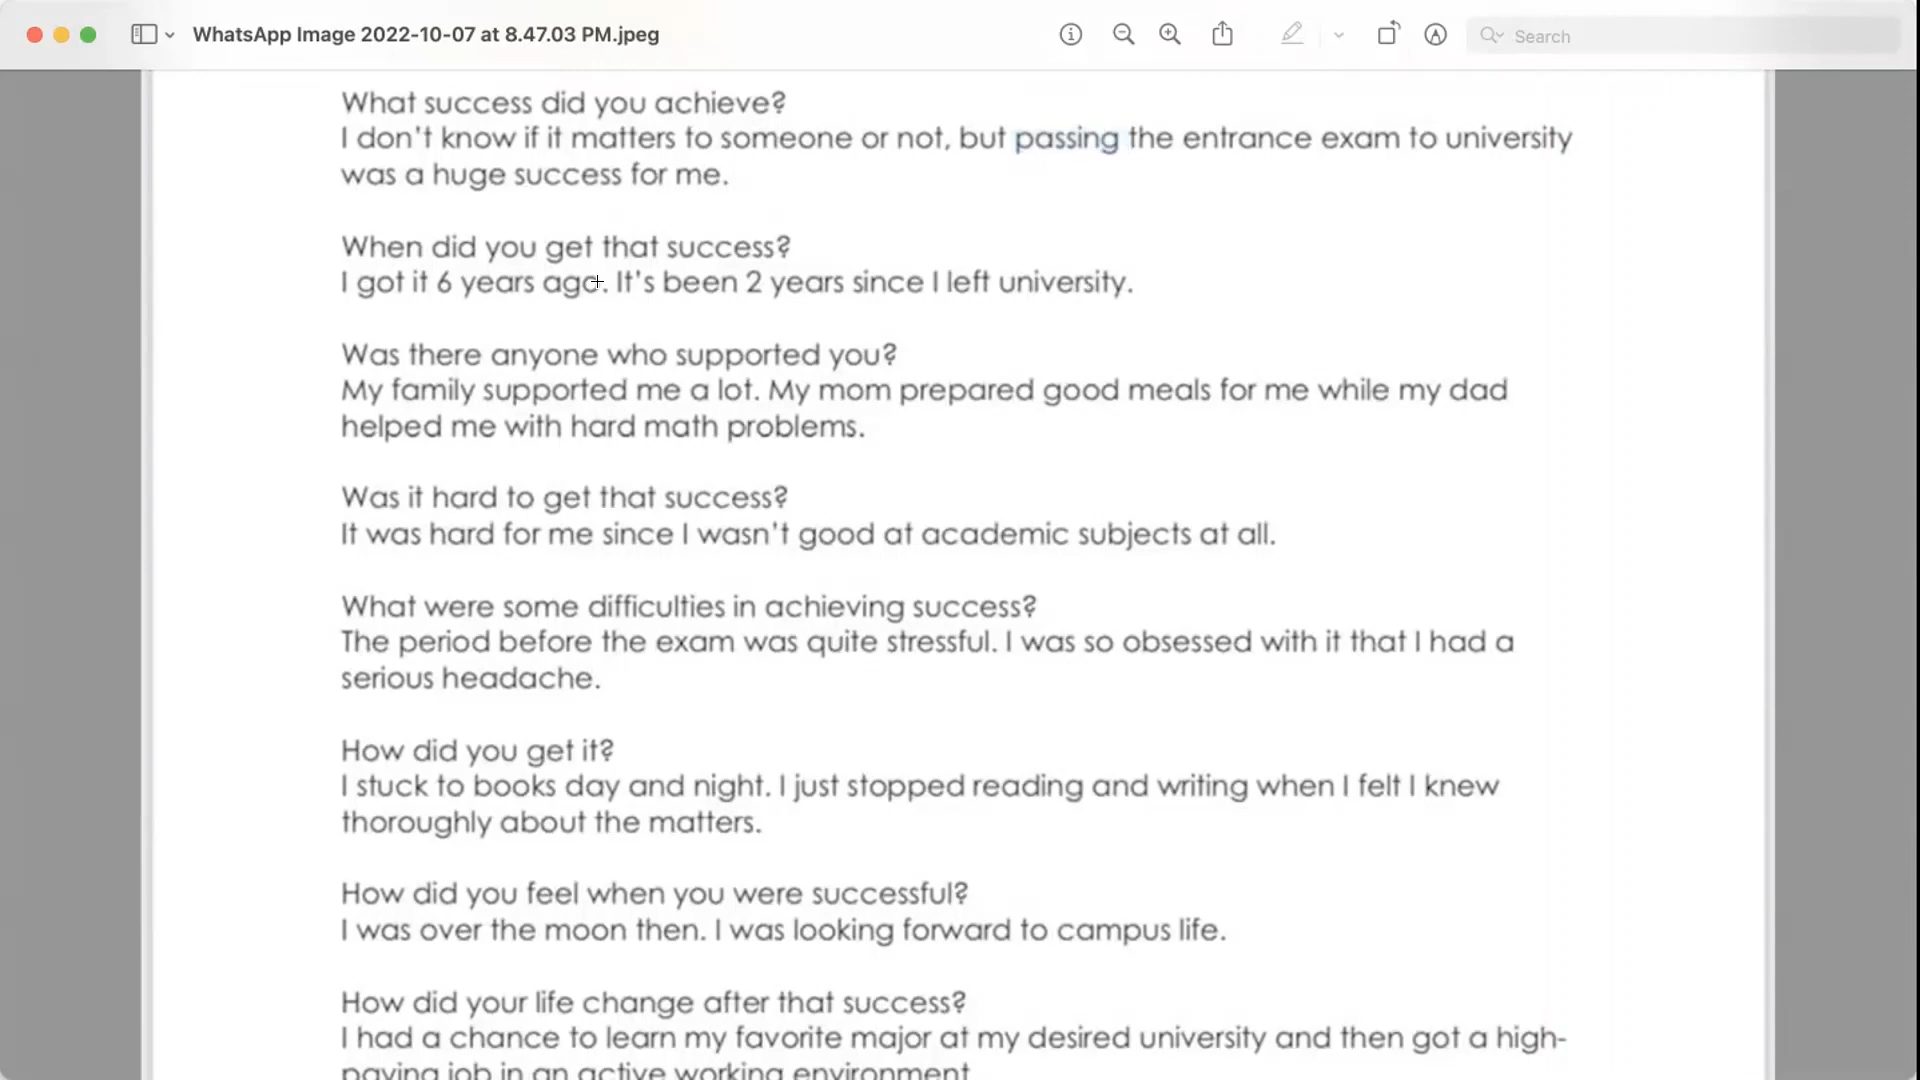 WhatsApp Image 2022-10-07 at 8.47.03 PM.jpeg
Search
What success did you achieve?
I don't know if it matters to someone or not, but passing the entrance exam to university
was a huge success for me.
When did you get that success?
I got it 6 years ago. It's been 2 years since I left university.
Was there anyone who supported you?
My family supported me a lot. My mom prepared good meals for me while my dad
helped me with hard math problems.
Was it hard to get that success?
It was hard for me since I wasn't good at academic subjects at all.
What were some difficulties in achieving success?
The period before the exam was quite stressful. I was so obsessed with it that I had a
serious headache.
How did you get it?
I stuck to books day and night. I just stopped reading and writing when I felt I knew
thoroughly about the matters.
How did you feel when you were successful?
I was over the moon then. I was looking forward to campus life.
How did your life change after that success?
I had a chance to learn my favorite major at my desired university and then got a high-
paying job in an active working environment